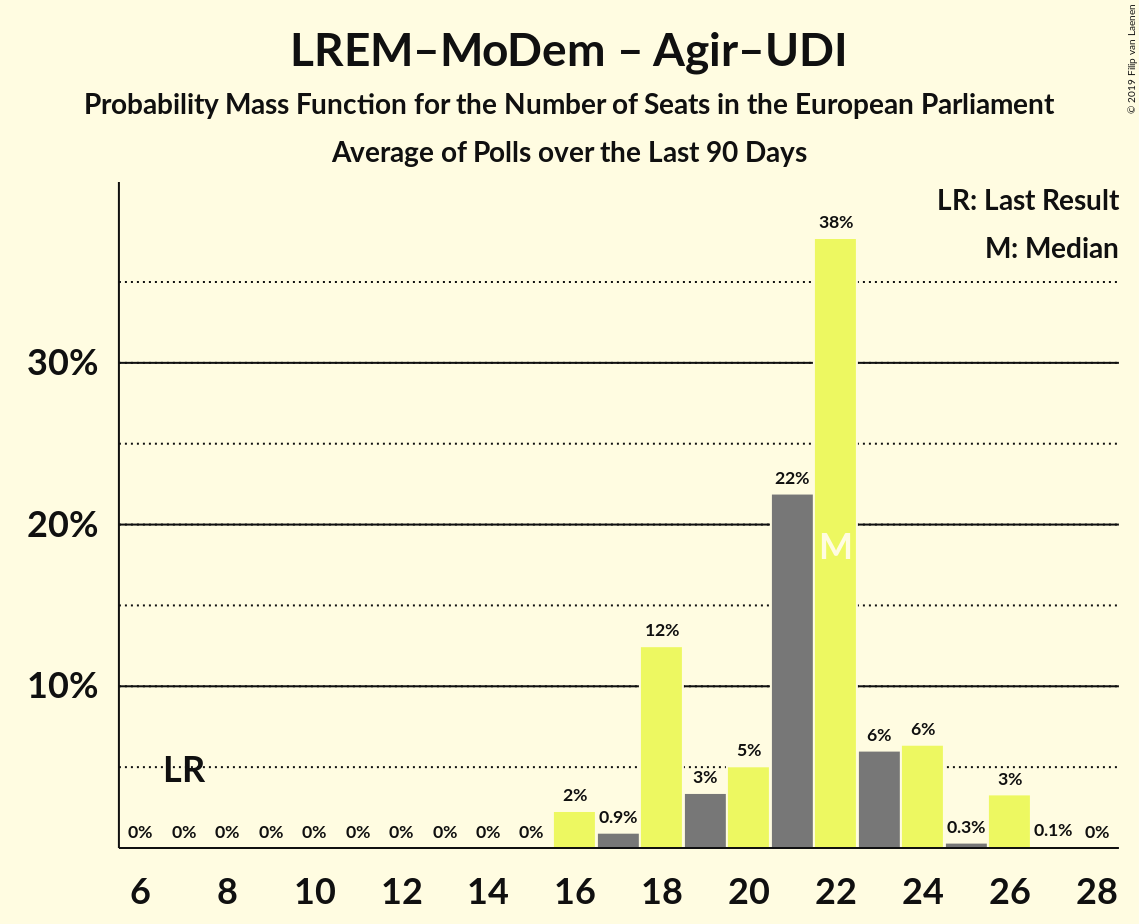 LREM–MoDem – Agir–UDI
Probability Mass Function for the Number of Seats in the European Parliament
Average of Polls over the Last 90 Days
© 2019 Filip van Laenen
LR: Last Result
M: Median
30%
20%
10%
LR
M
0%
0%
0%
0%
0%
0%
0%
0%
0%
0%
2%
0.9%
12%
3%
5%
22%
38%
6%
6%
0.3%
3%
0.1%
0%
6 8 10 12 14 16 18 20 22 24 26 28